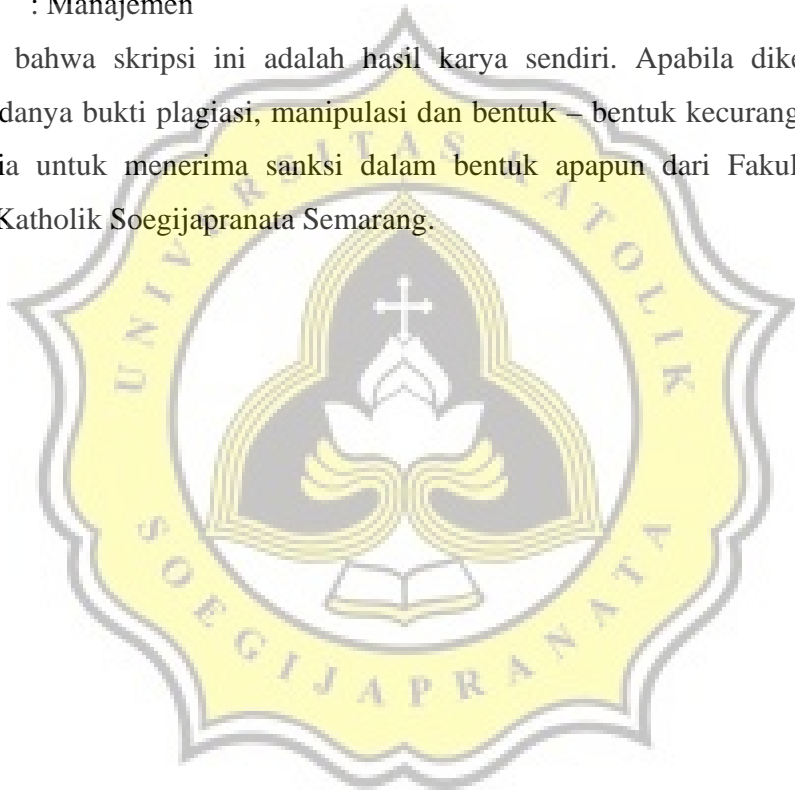 : Manajemen
bahwa skripsi ini adalah hasil karya sendiri. Apabila dike
danya bukti plagiasi, manipulasi dan bentuk – bentuk kecurang
ia untuk menerima sanksi dalam bentuk apapun dari Fakul
Katholik Soegijapranata Semarang.
UNIVERSITAS KATOLIK
SOEGIJAPRANATA